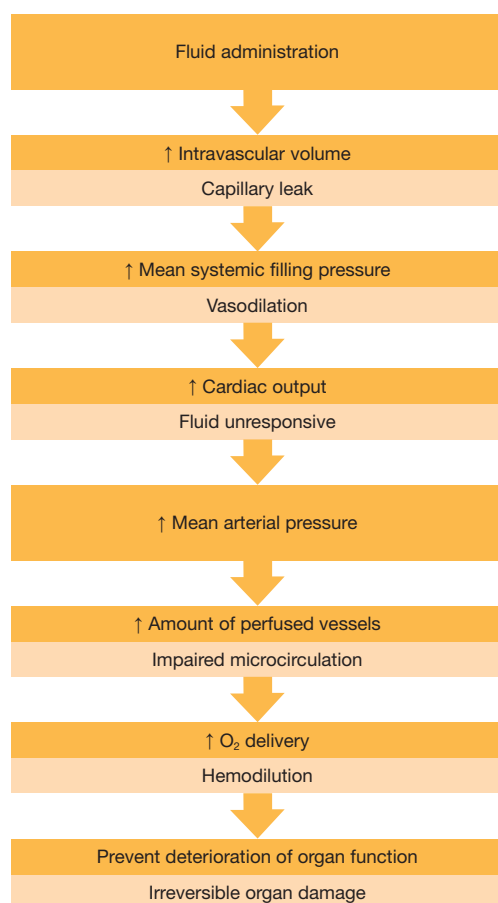 Fluid administration
↑ Intravascular volume
Capillary leak
↑ Mean systemic filling pressure
Vasodilation
↑ Cardiac output
Fluid unresponsive
↑ Mean arterial pressure
↑ Amount of perfused vessels
Impaired microcirculation
↑ O₂ delivery
Hemodilution
Prevent deterioration of organ function
Irreversible organ damage